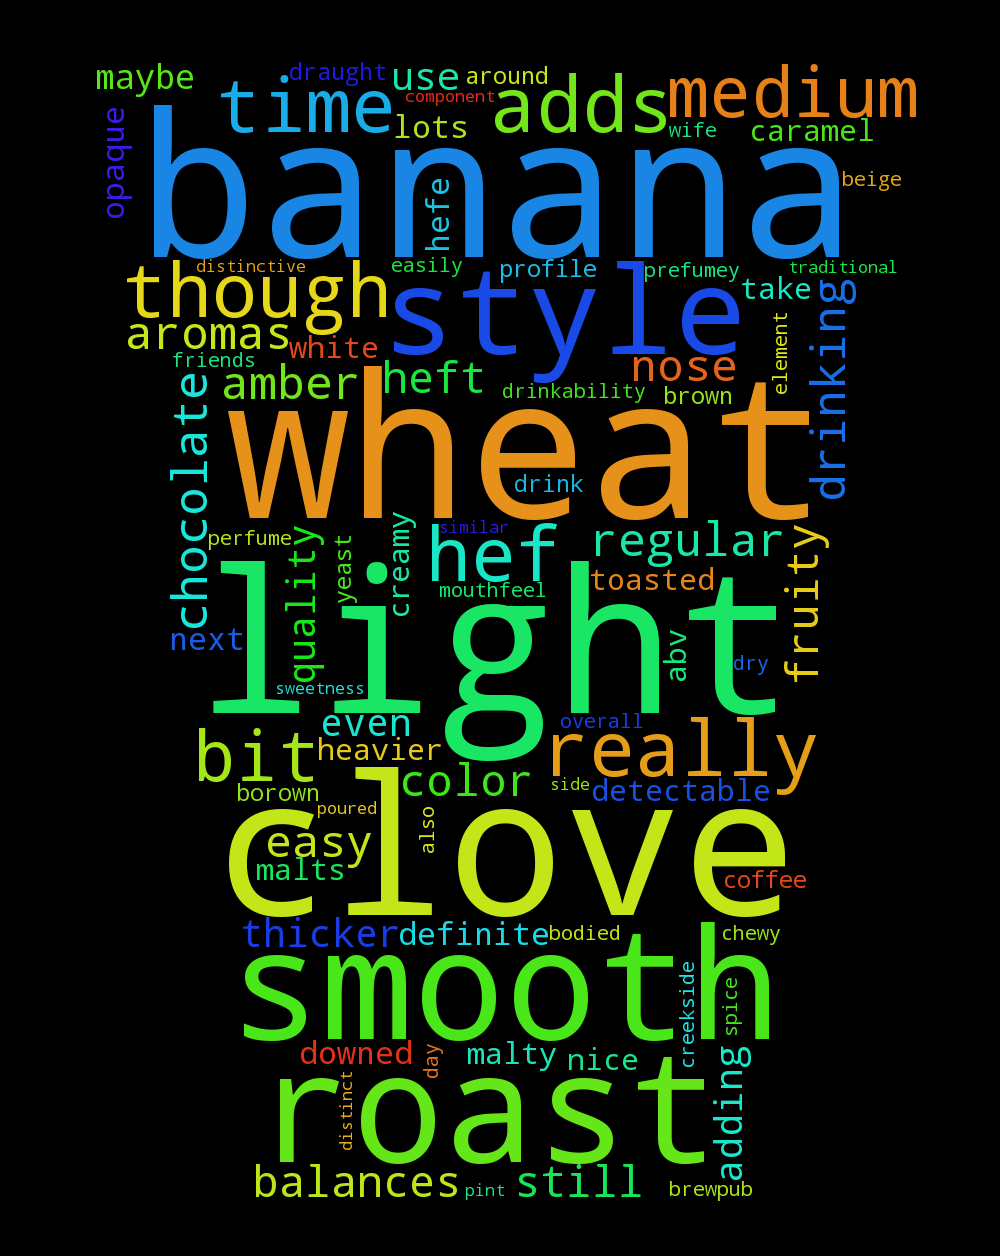 maybe
draught
use
around
component
time
adds
medium
lots
wife
caramel
opaque
banana
hefe
beige
distinctive
easily
profile
prefumey
traditional
though
style
take
drinking
aromas
white
element
friends
amber
heft
nose
drinkability
brown
chocolate
wheat
drink
perfume
quality
yeast
creamy
similar
hef
regular
fruity
mouthfeel
toasted
light
next
abv
dry
sweetness
even
overall
bit
heavier
really
color
side
detectable
borown
poured
also
clove
easy
malts
coffee
thicker
definite
bodied
chewy
smooth
creekside
spice
downed
day
malty
nice
adding
distinct
roast
balances
pint
still
brewpub